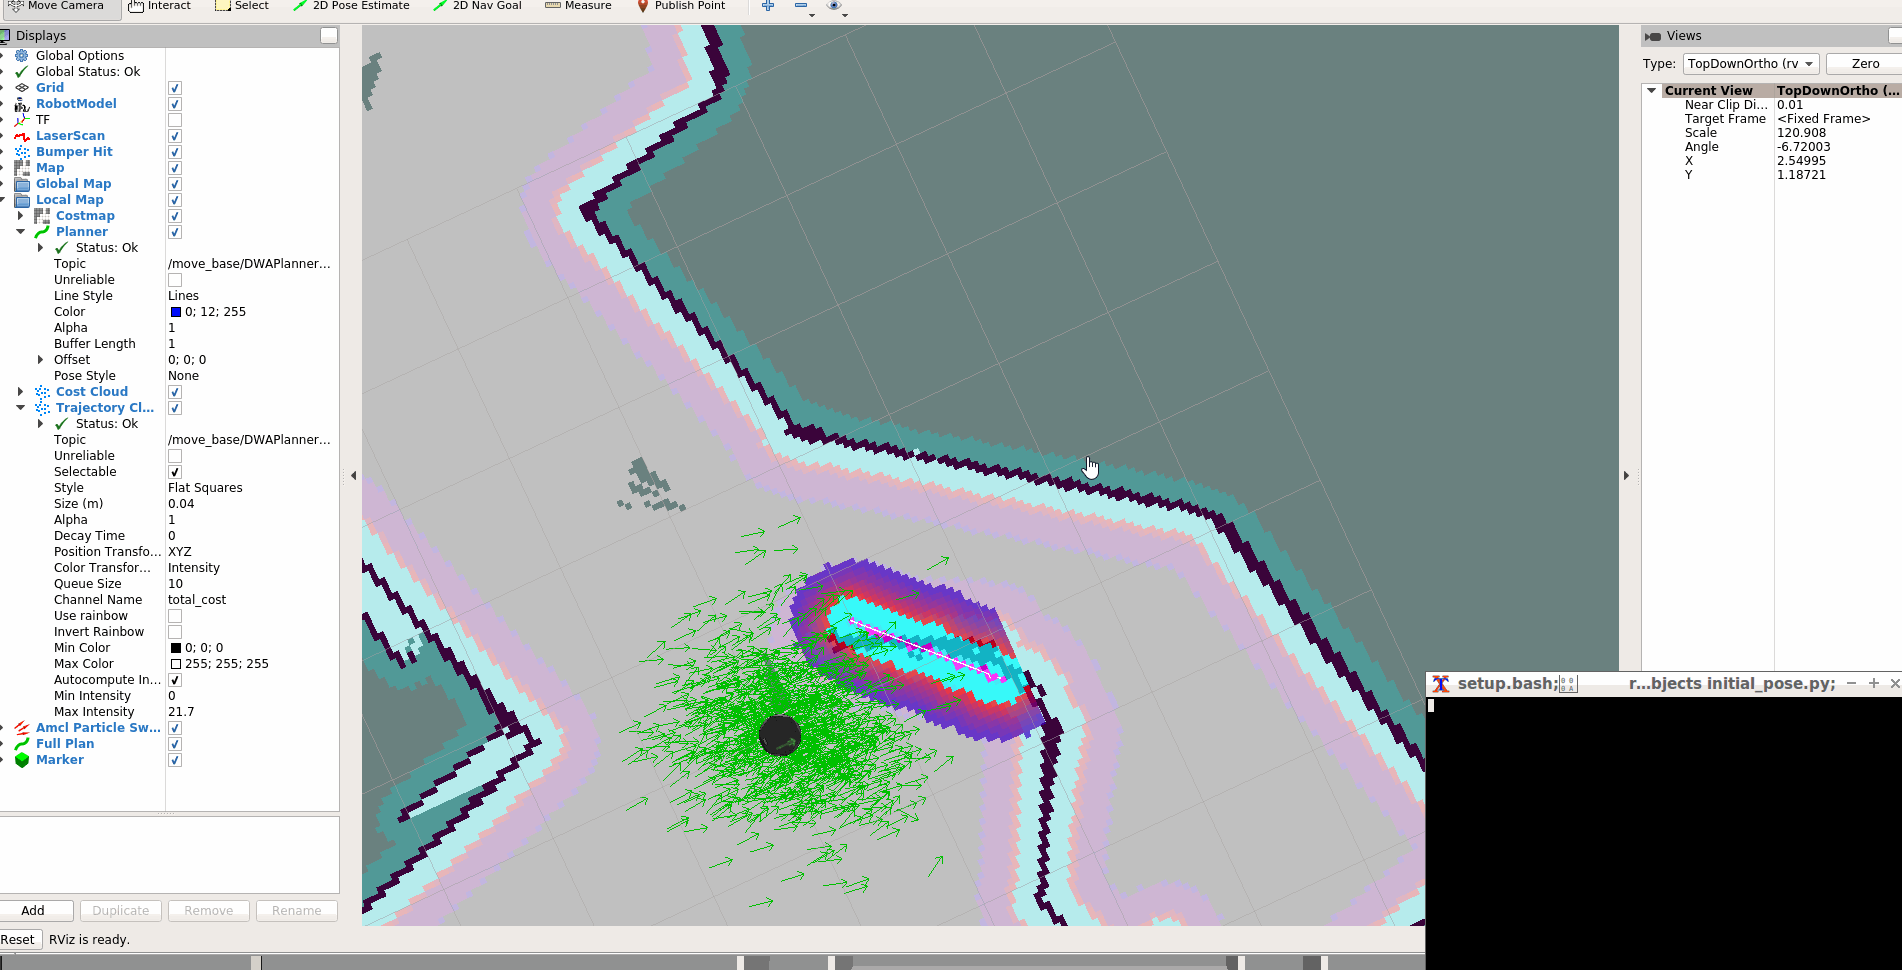 Move Camera Interact Select 2D Pose Estimate 2D Nav Goal Measure Publish Point
Displays
Global Options
Global Status: Ok
Grid
RobotModel
TF
LaserScan
Bumper Hit
Map
Global Map
Local Map
Costmap
Planner
Status: Ok
Topic /move_base/DWAPlanner...
Unreliable
Line Style Lines
Color 0; 12; 255
Alpha 1
Buffer Length 1
Offset 0; 0; 0
Pose Style None
Cost Cloud
Trajectory Cl...
Status: Ok
Topic /move_base/DWAPlanner...
Unreliable
Selectable
Style Flat Squares
Size (m) 0.04
Alpha 1
Decay Time 0
Position Transfo... XYZ
Color Transfor... Intensity
Queue Size 10
Channel Name total_cost
Use rainbow
Invert Rainbow
Min Color 0; 0; 0
Max Color 255; 255; 255
Autocompute In...
Min Intensity 0
Max Intensity 21.7
Amcl Particle Sw...
Full Plan
Marker
Add Duplicate Remove Rename
Reset RViz is ready.
Views
Type: TopDownOrtho (rv Zero
Current View TopDownOrtho (...
Near Clip Di... 0.01
Target Frame <Fixed Frame>
Scale 120.908
Angle -6.72003
X 2.54995
Y 1.18721
setup.bash; r...bjects initial_pose.py;